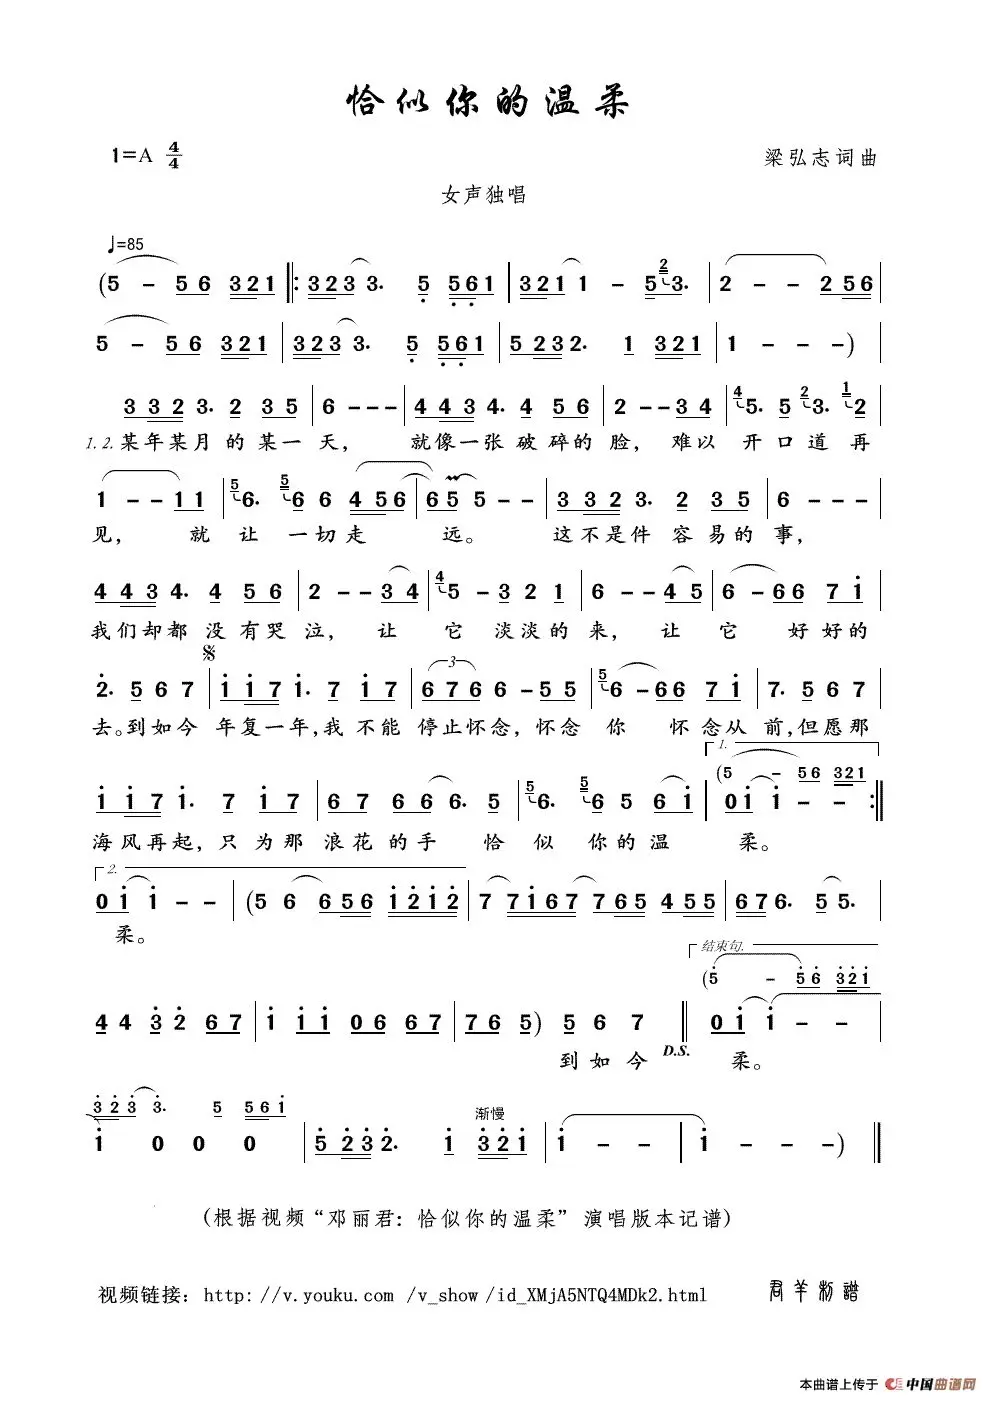 恰似你的温柔
1=A 4/4
梁弘志词曲
女声独唱
♩=85
(5 - 5 6 3 2 1 ‖: 3 2 3 3. 5 5 6 1 | 3 2 1 1 - 5 2 3. | 2 - - 2 5 6 |
5 - 5 6 3 2 1 | 3 2 3 3. 5 5 6 1 | 5 2 3 2. 1 3 2 1 | 1 - - - ) |
3 3 2 3. 2 3 5 | 6 - - - | 4 4 3 4. 4 5 6 | 2 - - 3 4 | 4 5. 5 2 3. 1 2 |
1.2.某年某月的某一天， 就像一张破碎的脸，难以开口道再
1 - - 1 1 | 5 6. 5 6 6 4 5 6 | 6 5 5 - - | 3 3 2 3. 2 3 5 | 6 - - - |
见， 就让一切走远。 这不是件容易的事，
4 4 3 4. 4 5 6 | 2 - - 3 4 | 4 5 - 3 2 1 | 6 - - 4 5 | 6 - 6 6 7 1 |
我们却都没有哭泣， 让它淡淡的来，让它好好的
𝄋
2. 5 6 7 | 1 1 7 1. 7 1 7 | 3 6 7 6 6 - 5 5 | 5 6 - 6 6 7 1 | 7. 5 6 7 |
去。到如今年复一年，我不能停止怀念，怀念你怀念从前，但愿那
1.
(5 - 5 6 3 2 1
1 1 7 1. 7 1 7 | 6 7 6 6 6. 5 | 5 6. 5 6 5 6 1 | 0 1 1 - - :‖
海风再起，只为那浪花的手恰似你的温柔。
2.
0 1 1 - - | (5 6 6 5 6 1 2 1 2 | 7 7 1 6 7 7 6 5 4 5 5 | 6 7 6. 5 5. |
柔。
结束句.
(5 - 5 6 3 2 1
4 4 3 2 6 7 | 1 1 1 0 6 6 7 | 7 6 5) 5 6 7 ‖ 0 1 1 - - |
到如今 D.S. 柔。
3 2 3 3. 5 5 6 1
渐慢
1 0 0 0 | 5 2 3 2. 1 3 2 1 | 1 - - | 1 - - ) ‖
(根据视频“邓丽君：恰似你的温柔”演唱版本记谱)
视频链接：http: //v.youku.com /v_show /id_XMjA5NTQ4MDk2.html
君羊制谱
本曲谱上传于 中国曲谱网